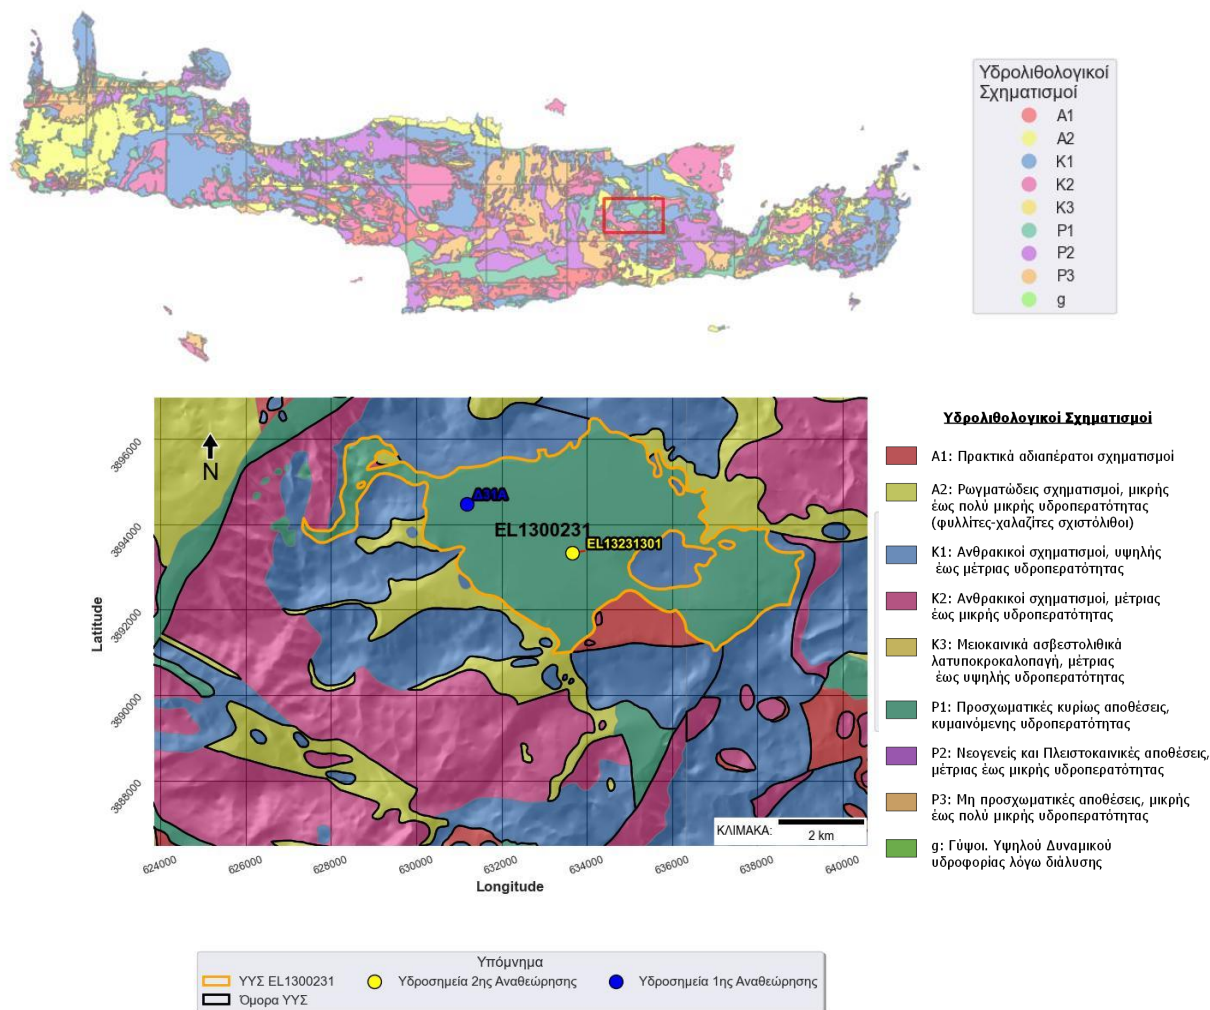 Υδρολιθολογικοί
Σχηματισμοί
A1
A2
K1
K2
K3
P1
P2
P3
g
3896000
3894000
3892000
3890000
3888000
Latitude
N
Δ31Α
EL1300231
EL13231301
ΚΛΙΜΑΚΑ:
2 km
624000
626000
628000
630000
632000
634000
636000
638000
640000
Longitude
Υδρολιθολογικοί Σχηματισμοί
A1: Πρακτικά αδιαπέρατοι σχηματισμοί
A2: Ρωγματώδεις σχηματισμοί, μικρής
έως πολύ μικρής υδροπερατότητας
(φυλλίτες-χαλαζίτες σχιστόλιθοι)
K1: Ανθρακικοί σχηματισμοί, υψηλής
έως μέτριας υδροπερατότητας
K2: Ανθρακικοί σχηματισμοί, μέτριας
έως μικρής υδροπερατότητας
K3: Μειοκαινικά ασβεστολιθικά
λατυποκροκαλοπαγή, μέτριας
έως υψηλής υδροπερατότητας
P1: Προσχωματικές κυρίως αποθέσεις,
κυμαινόμενης υδροπερατότητας
P2: Νεογενείς και Πλειστοκαινικές αποθέσεις,
μέτριας έως μικρής υδροπερατότητας
P3: Μη προσχωματικές αποθέσεις, μικρής
έως πολύ μικρής υδροπερατότητας
g: Γύψοι. Υψηλού Δυναμικού
υδροφορίας λόγω διάλυσης
Υπόμνημα
ΥΥΣ EL1300231
Υδροσημεία 2ης Αναθεώρησης
Υδροσημεία 1ης Αναθεώρησης
Όμορα ΥΥΣ